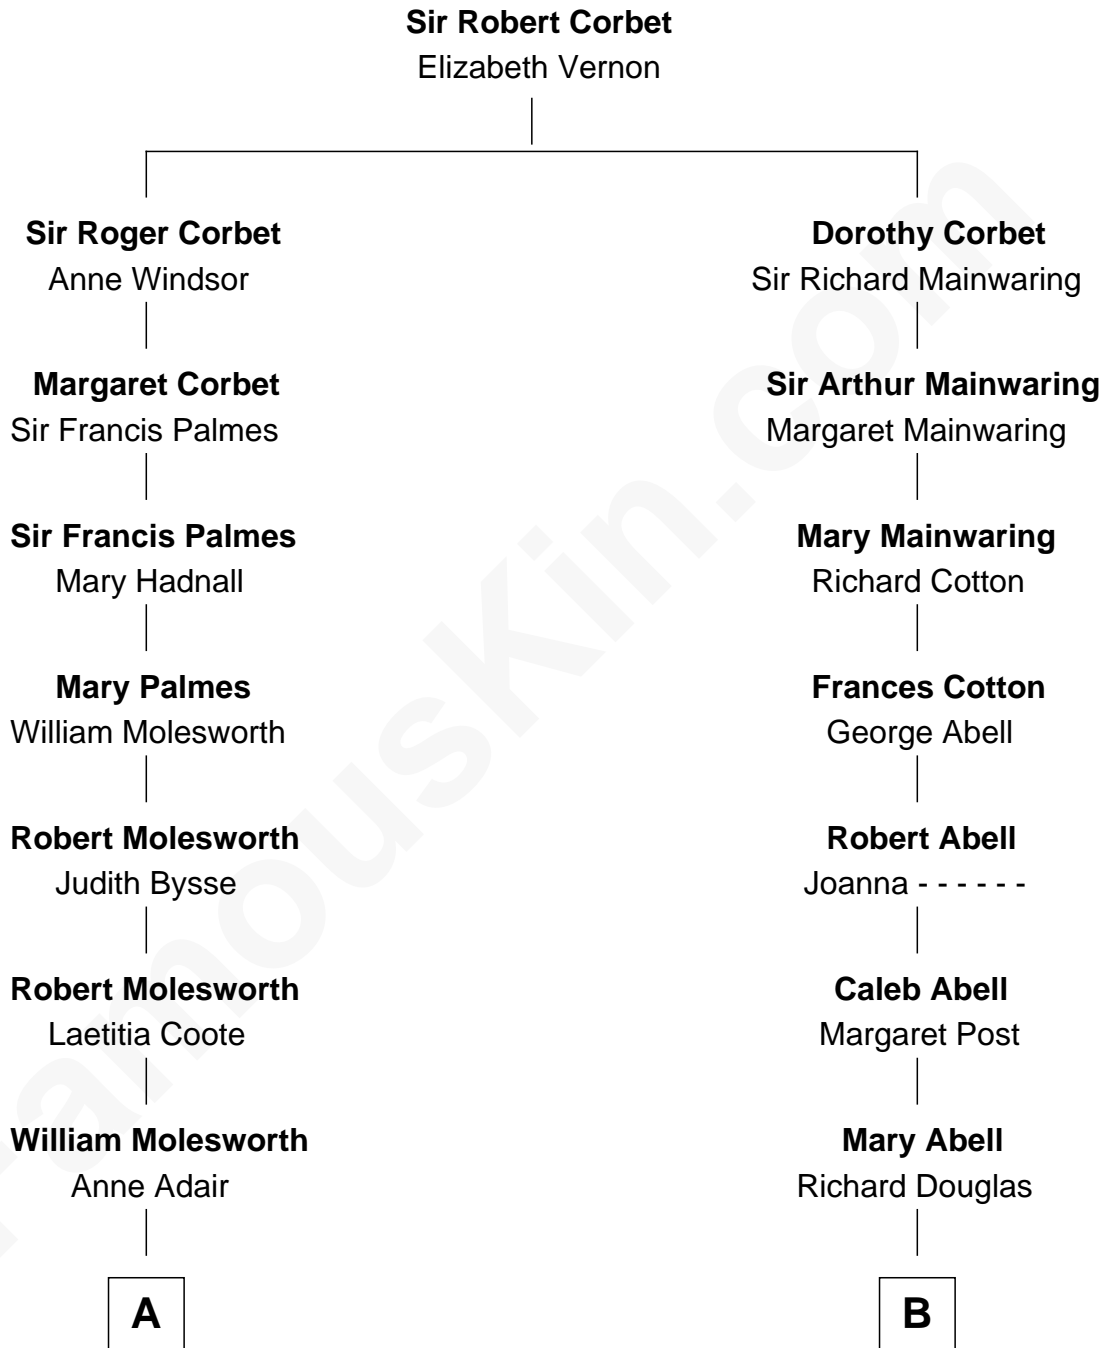 Sir Robert Corbet
Elizabeth Vernon
Sir Roger Corbet
Anne Windsor
Margaret Corbet
Sir Francis Palmes
Sir Francis Palmes
Mary Hadnall
Mary Palmes
William Molesworth
Robert Molesworth
Judith Bysse
Robert Molesworth
Laetitia Coote
William Molesworth
Anne Adair
A
Dorothy Corbet
Sir Richard Mainwaring
Sir Arthur Mainwaring
Margaret Mainwaring
Mary Mainwaring
Richard Cotton
Frances Cotton
George Abell
Robert Abell
Joanna - - - - - -
Caleb Abell
Margaret Post
Mary Abell
Richard Douglas
B
FamousKin.com